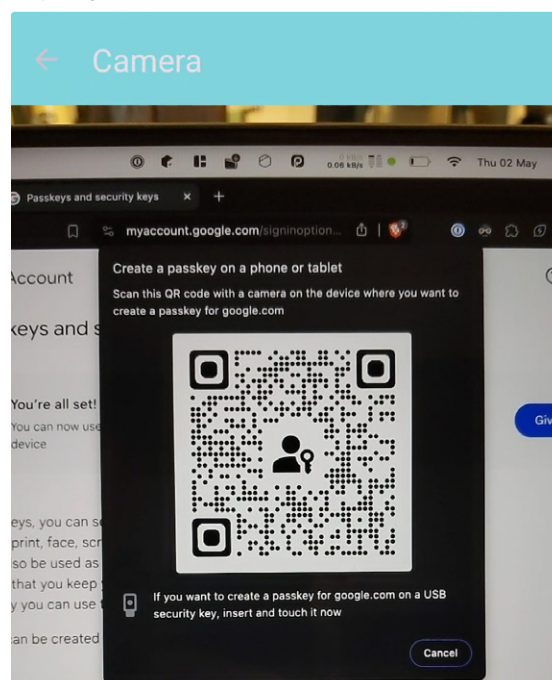 Camera
0 KB/s
0.06 kB/s
Thu 02 May
Passkeys and security keys
myaccount.google.com/signinoption...
Account
keys and s
You're all set!
You can now use
device
Giv
Create a passkey on a phone or tablet
Scan this QR code with a camera on the device where you want to
create a passkey for google.com
eys, you can s
print, face, scr
so be used as
that you keep
y you can use t
an be created
If you want to create a passkey for google.com on a USB
security key, insert and touch it now
Cancel